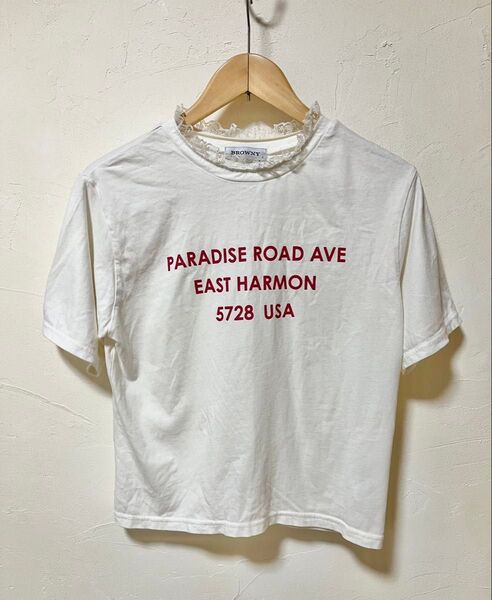 BROWNY
PARADISE ROAD AVE
EAST HARMON
5728 USA